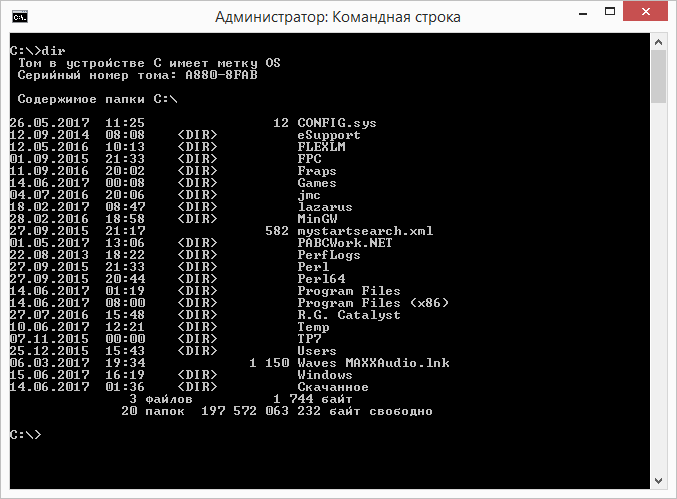 Администратор: Командная строка
C:\>dir
Том в устройстве C имеет метку OS
Серийный номер тома: A880-8FAB
Содержимое папки C:\
26.05.2017  11:25                12 CONFIG.sys
12.09.2014  08:08    <DIR>          eSupport
12.05.2016  10:13    <DIR>          FLEXLM
01.09.2015  21:33    <DIR>          FPC
11.09.2016  20:02    <DIR>          Fraps
14.06.2017  00:08    <DIR>          Games
04.07.2016  20:06    <DIR>          jmc
18.02.2017  08:47    <DIR>          lazarus
28.02.2016  18:58    <DIR>          MinGW
27.09.2015  21:17               582 mystartsearch.xml
01.05.2017  13:06    <DIR>          PABCWork.NET
22.08.2013  18:22    <DIR>          PerfLogs
27.09.2015  21:33    <DIR>          Perl
27.09.2015  20:44    <DIR>          Perl64
14.06.2017  01:19    <DIR>          Program Files
14.06.2017  08:00    <DIR>          Program Files (x86)
27.07.2016  15:48    <DIR>          R.G. Catalyst
10.06.2017  12:21    <DIR>          Temp
07.11.2015  00:00    <DIR>          TP7
25.12.2015  15:43    <DIR>          Users
06.03.2017  19:34             1 150 Waves MAXXAudio.lnk
15.06.2017  16:19    <DIR>          Windows
14.06.2017  01:36    <DIR>          Скачанное
3 файлов          1 744 байт
20 папок  197 572 063 232 байт свободно
C:\>